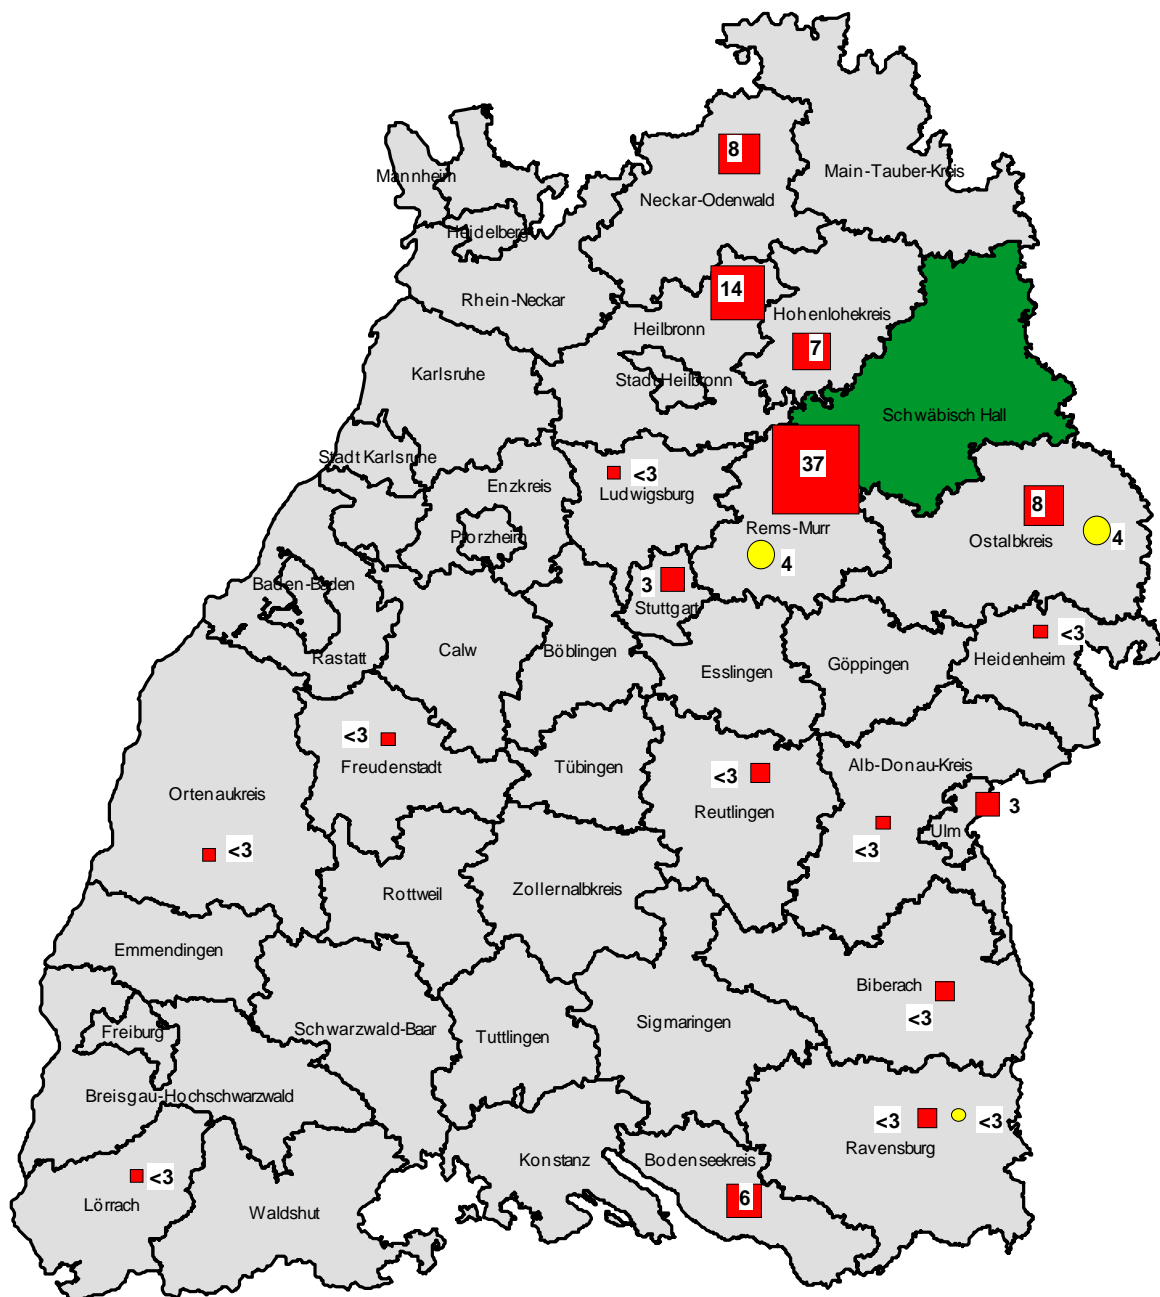 8
Mannheim
Main-Tauber-Kreis
Neckar-Odenwald
Heidelberg
14
Rhein-Neckar
Hohenlohekreis
Heilbronn
7
Karlsruhe
Stadt Heilbronn
Schwäbisch Hall
Stadt Karlsruhe
37
<3
Enzkreis
Ludwigsburg
8
Rems-Murr
Pforzheim
Ostalbkreis
4
4
3
Baden-Baden
Stuttgart
<3
Rastatt
Calw
Böblingen
Esslingen
Göppingen
Heidenheim
<3
Freudenstadt
Tübingen
<3
Alb-Donau-Kreis
Ortenaukreis
Reutlingen
3
Ulm
<3
<3
Rottweil
Zollernalbkreis
Emmendingen
Biberach
<3
Freiburg
Schwarzwald-Baar
Tuttlingen
Sigmaringen
Breisgau-Hochschwarzwald
<3
<3
Ravensburg
Konstanz
Bodenseekreis
<3
Lörrach
6
Waldshut